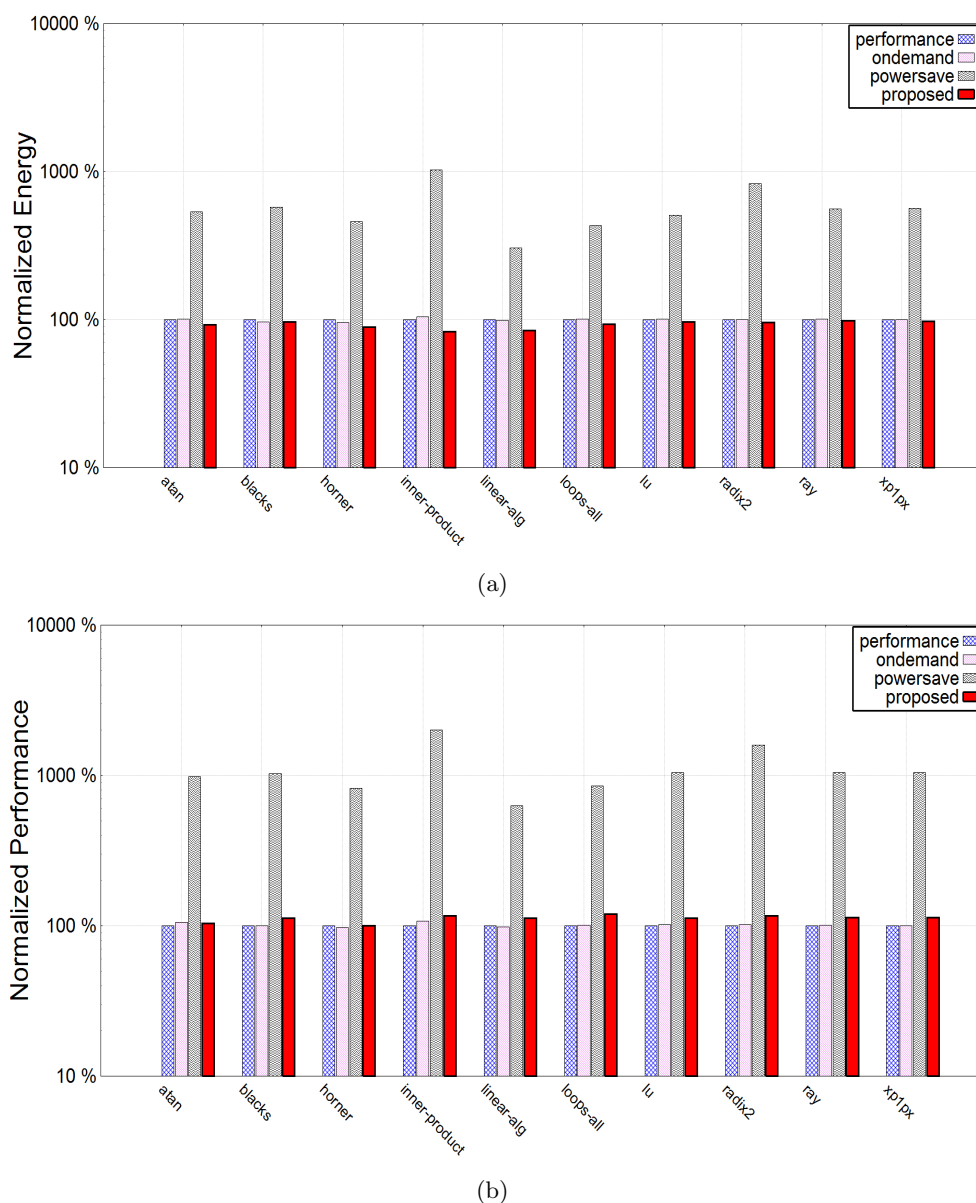 10000 %
1000 %
100 %
10 %
Normalized Energy
performance
ondemand
powersave
proposed
atan
blacks
horner
inner-product
linear-alg
loops-all
lu
radix2
ray
xp1px
(a)
10000 %
1000 %
100 %
10 %
Normalized Performance
performance
ondemand
powersave
proposed
atan
blacks
horner
inner-product
linear-alg
loops-all
lu
radix2
ray
xp1px
(b)